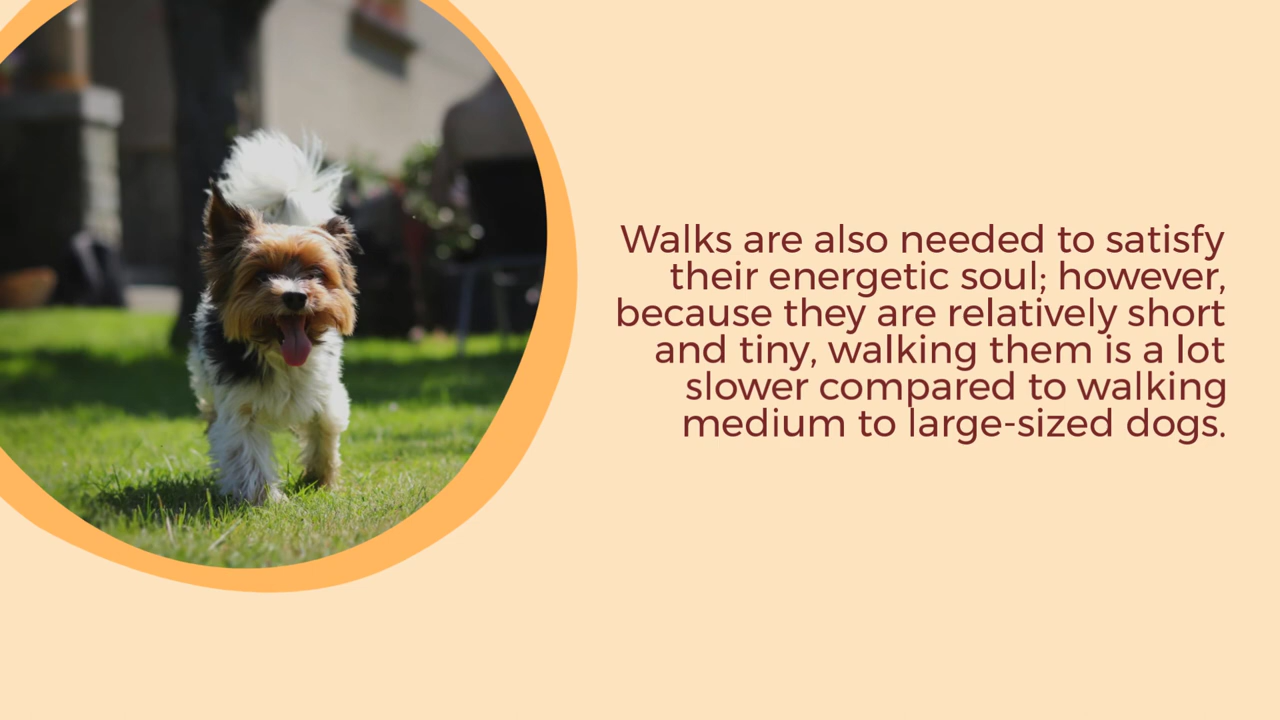 Walks are also needed to satisfy
their energetic soul; however,
because they are relatively short
and tiny, walking them is a lot
slower compared to walking
medium to large-sized dogs.